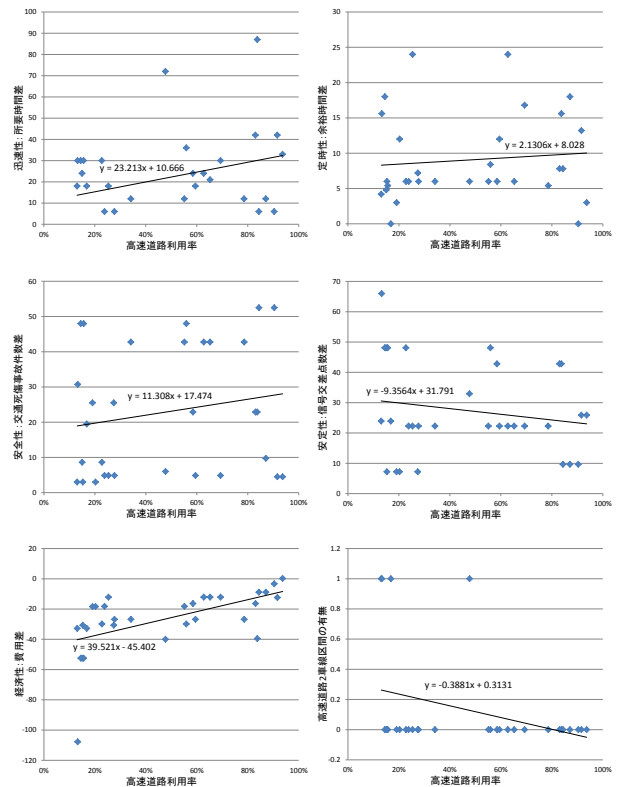 100
90
80
70
60
50
40
30
20
10
0
迅速性：所要時間差
y = 23.213x + 10.666
0% 20% 40% 60% 80% 100%
高速道路利用率
30
25
20
15
10
5
0
定時性：余裕時間差
y = 2.1306x + 8.028
0% 20% 40% 60% 80% 100%
高速道路利用率
60
50
40
30
20
10
0
安全性：交通死傷事故件数差
y = 11.308x + 17.474
0% 20% 40% 60% 80% 100%
高速道路利用率
70
60
50
40
30
20
10
0
安定性：信号交差点数差
y = -9.3564x + 31.791
0% 20% 40% 60% 80% 100%
高速道路利用率
20
0
-20
-40
-60
-80
-100
-120
経済性：費用差
y = 39.521x - 45.402
0% 20% 40% 60% 80% 100%
高速道路利用率
1.2
1
0.8
0.6
0.4
0.2
0
-0.2
高速道路2車線区間の有無
y = -0.3881x + 0.3131
0% 20% 40% 60% 80% 100%
高速道路利用率